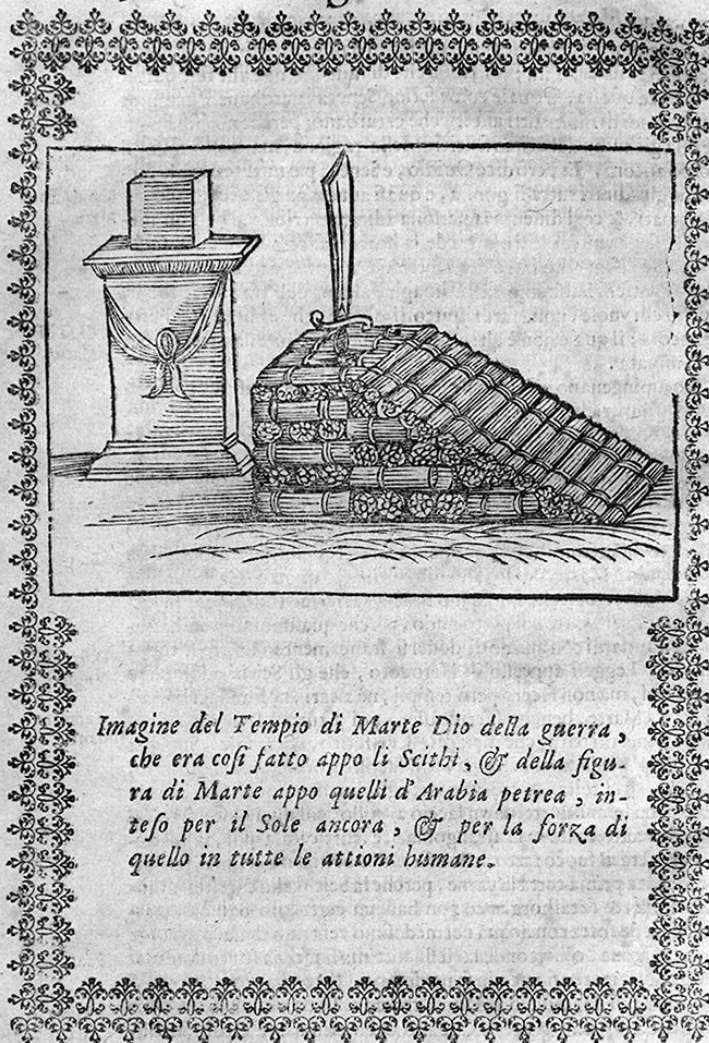 Imagine del Tempio di Marte Dio della guerra,
che era coſi fatto appo li Scithi, & della figu-
ra di Marte appo quelli d'Arabia petrea, in-
teſo per il Sole ancora, & per la forza di
quello in tutte le attioni humane.